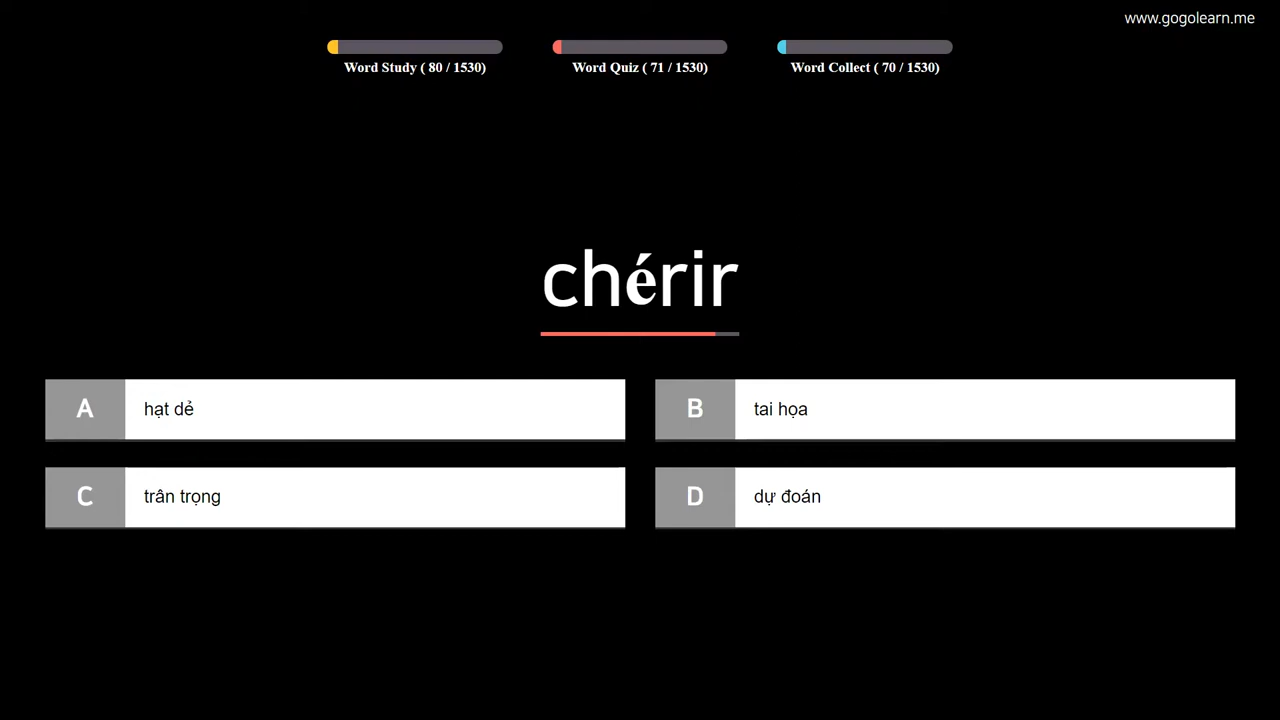 www.gogolearn.me
Word Study ( 80 / 1530)
Word Quiz ( 71 / 1530)
Word Collect ( 70 / 1530)
chérir
A hạt dẻ
B tai họa
C trân trọng
D dự đoán